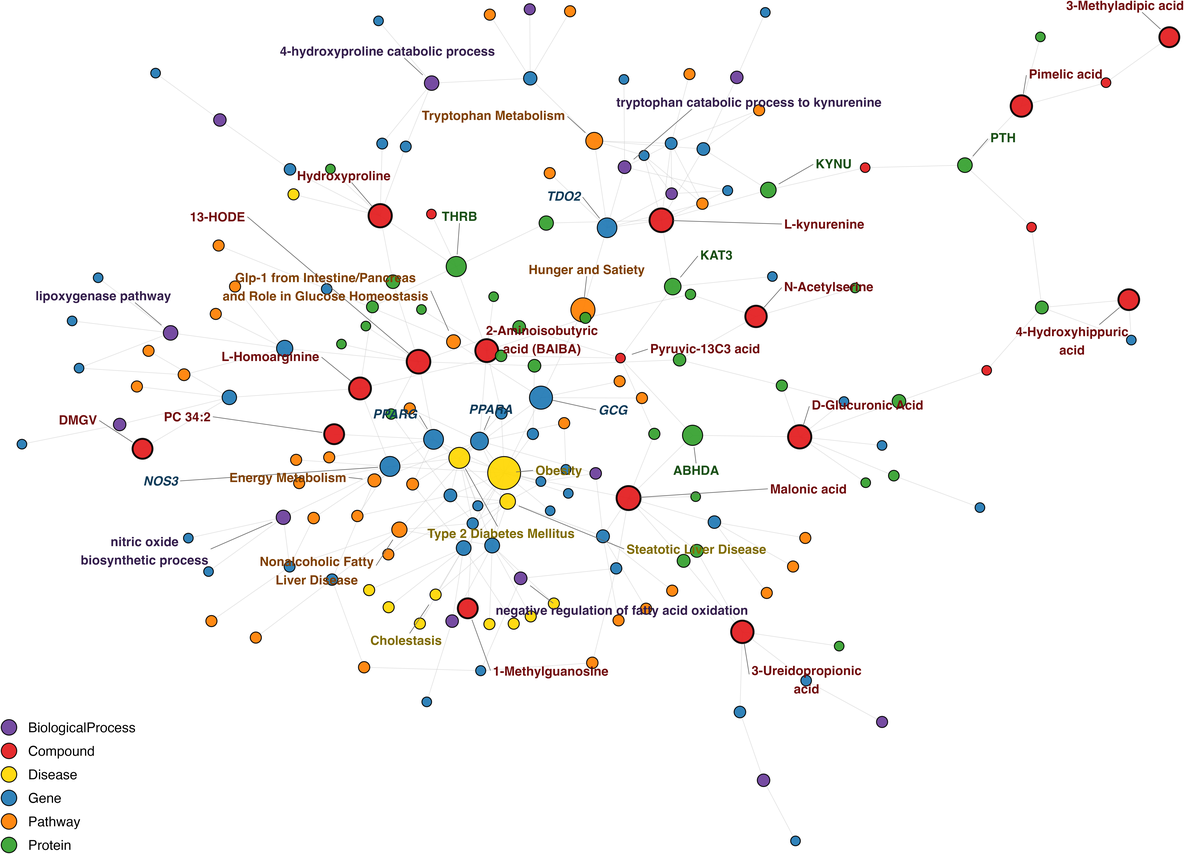 3-Methyladipic acid
4-hydroxyproline catabolic process
Pimelic acid
tryptophan catabolic process to kynurenine
Tryptophan Metabolism
PTH
KYNU
Hydroxyproline
TDO2
13-HODE
THRB
L-kynurenine
KAT3
Hunger and Satiety
Glp-1 from Intestine/Pancreas
and Role in Glucose Homeostasis
N-Acetylserine
lipoxygenase pathway
2-Aminoisobutyric
acid (BAIBA)
4-Hydroxyhippuric
acid
L-Homoarginine
Pyruvic-13C3 acid
D-Glucuronic Acid
PPARG
PPARA
GCG
DMGV
PC 34:2
ABHDA
Obesity
NOS3
Energy Metabolism
Malonic acid
Type 2 Diabetes Mellitus
nitric oxide
biosynthetic process
Steatotic Liver Disease
Nonalcoholic Fatty
Liver Disease
negative regulation of fatty acid oxidation
Cholestasis
1-Methylguanosine
3-Ureidopropionic
acid
BiologicalProcess
Compound
Disease
Gene
Pathway
Protein